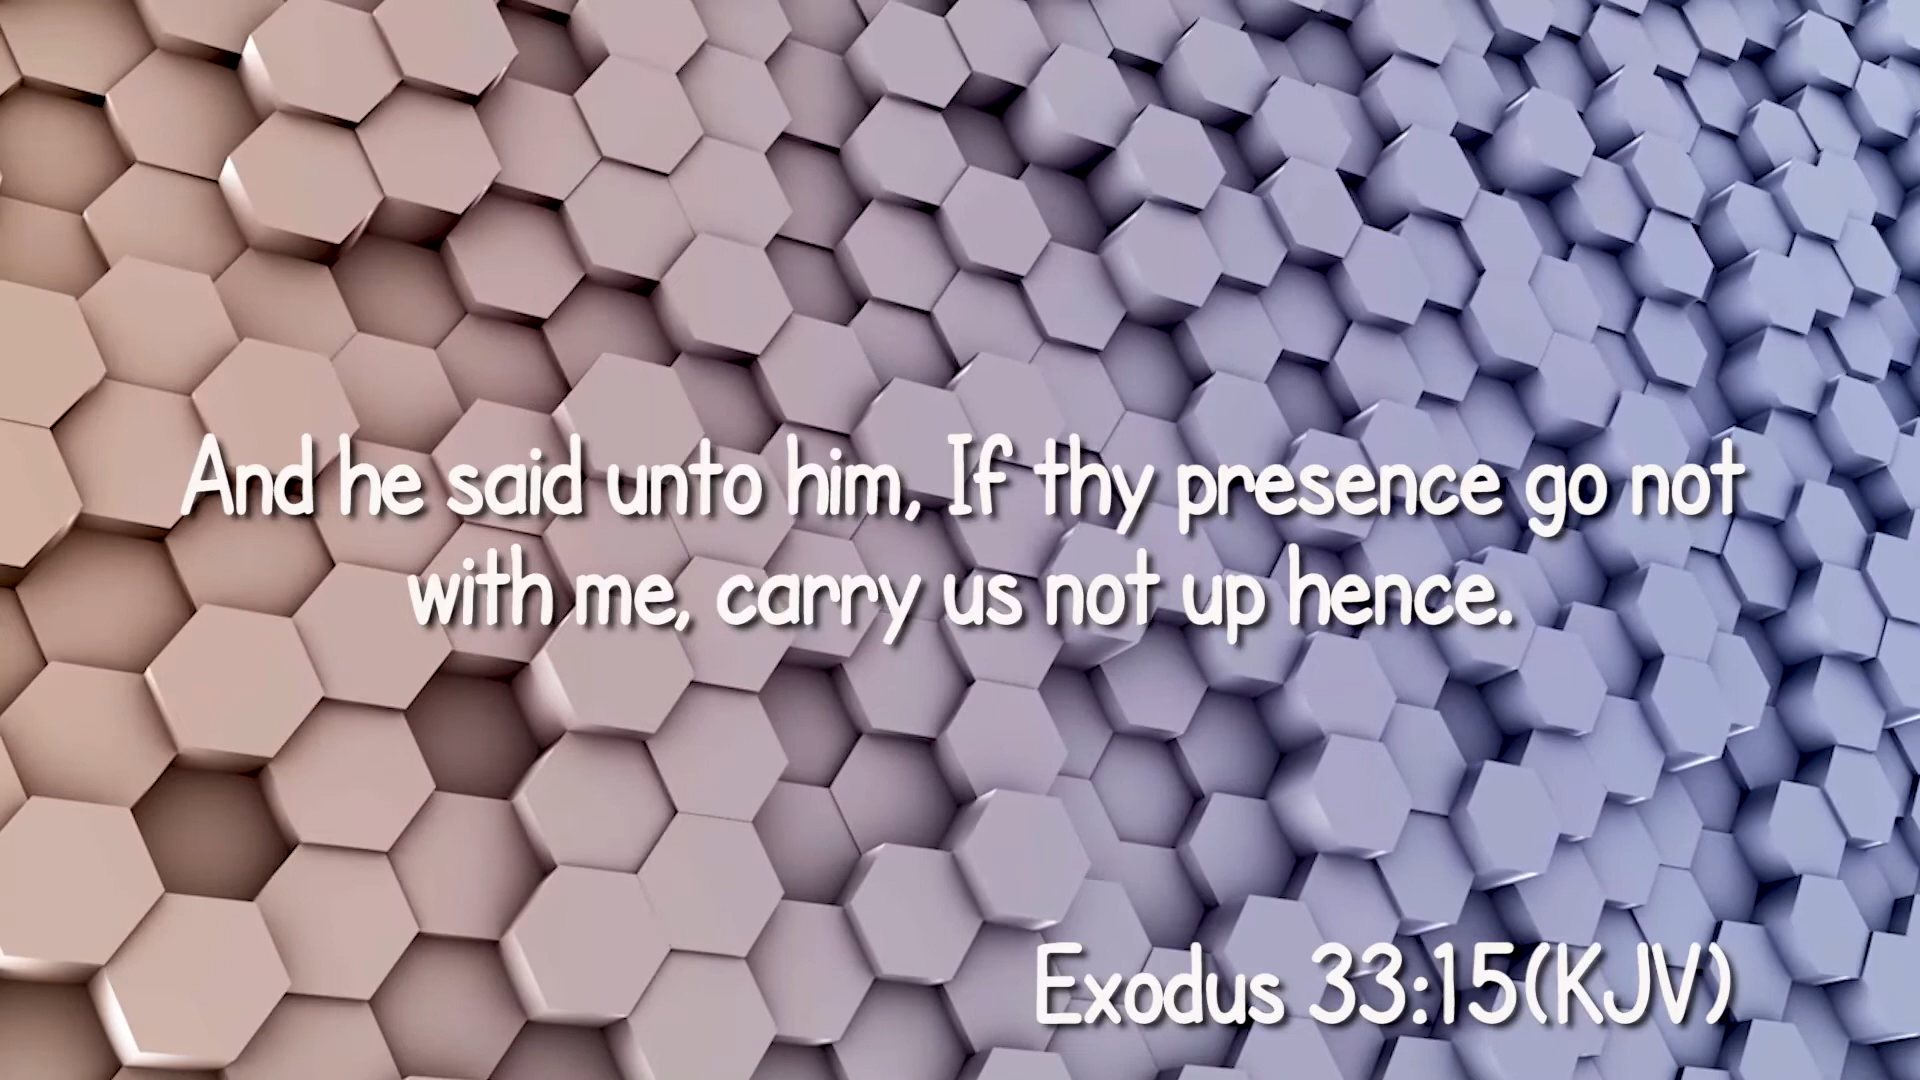 And he said unto him, If thy presence go not
with me, carry us not up hence.
Exodus 33:15(KJV)